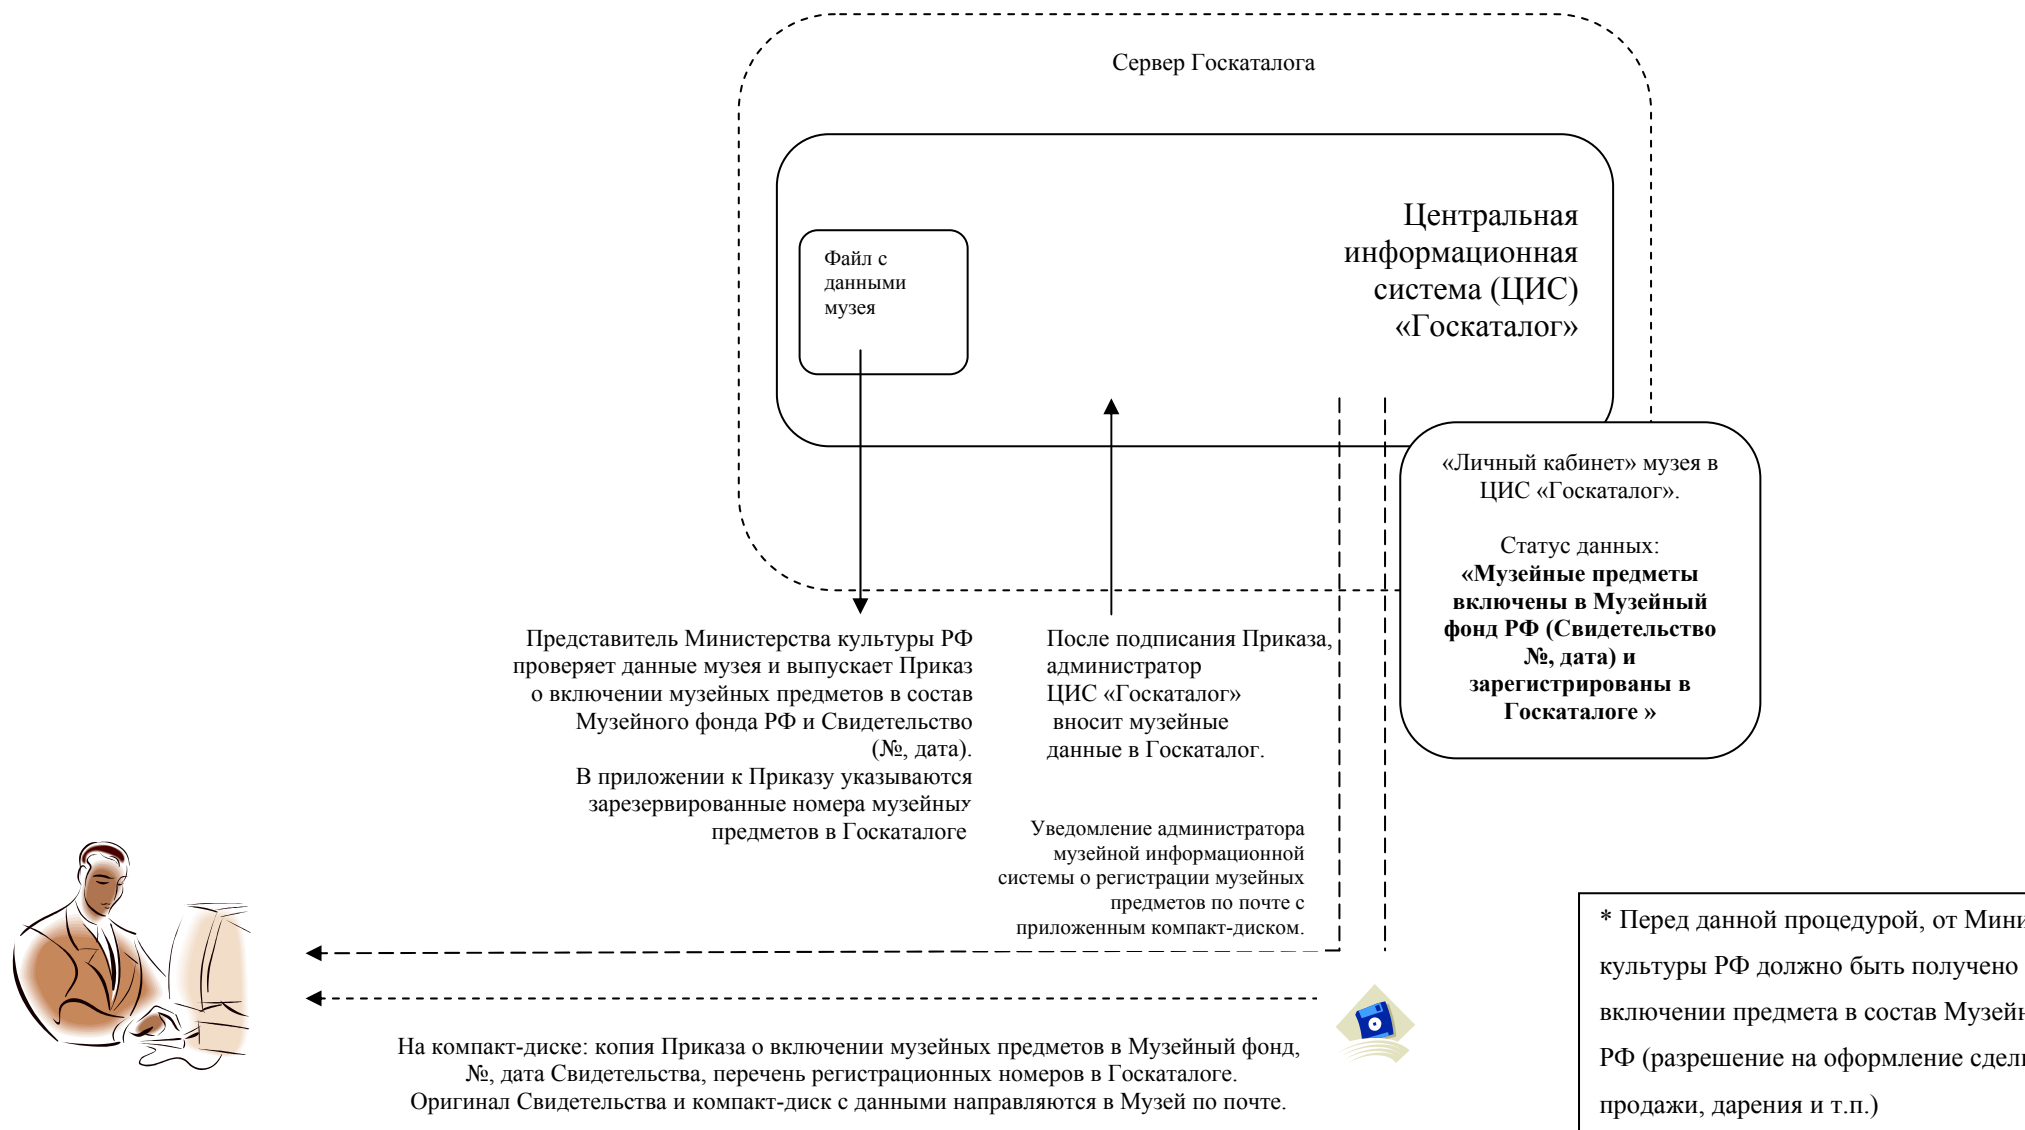 Сервер Госкаталога
Центральная
информационная
система (ЦИС)
«Госкаталог»
Файл с
данными
музея
«Личный кабинет» музея в
ЦИС «Госкаталог».
Статус данных:
«Музейные предметы
включены в Музейный
фонд РФ (Свидетельство
№, дата) и
зарегистрированы в
Госкаталоге »
Представитель Министерства культуры РФ
проверяет данные музея и выпускает Приказ
о включении музейных предметов в состав
Музейного фонда РФ и Свидетельство
(№, дата).
В приложении к Приказу указываются
зарезервированные номера музейных
предметов в Госкаталоге
После подписания Приказа,
администратор
ЦИС «Госкаталог»
вносит музейные
данные в Госкаталог.
Уведомление администратора
музейной информационной
системы о регистрации музейных
предметов по почте с
приложенным компакт-диском.
На компакт-диске: копия Приказа о включении музейных предметов в Музейный фонд,
№, дата Свидетельства, перечень регистрационных номеров в Госкаталоге.
Оригинал Свидетельства и компакт-диск с данными направляются в Музей по почте.
* Перед данной процедурой, от
культуры РФ должно быть получено
включении предмета в состав
РФ (разрешение на оформление
продажи, дарения и т.п.)